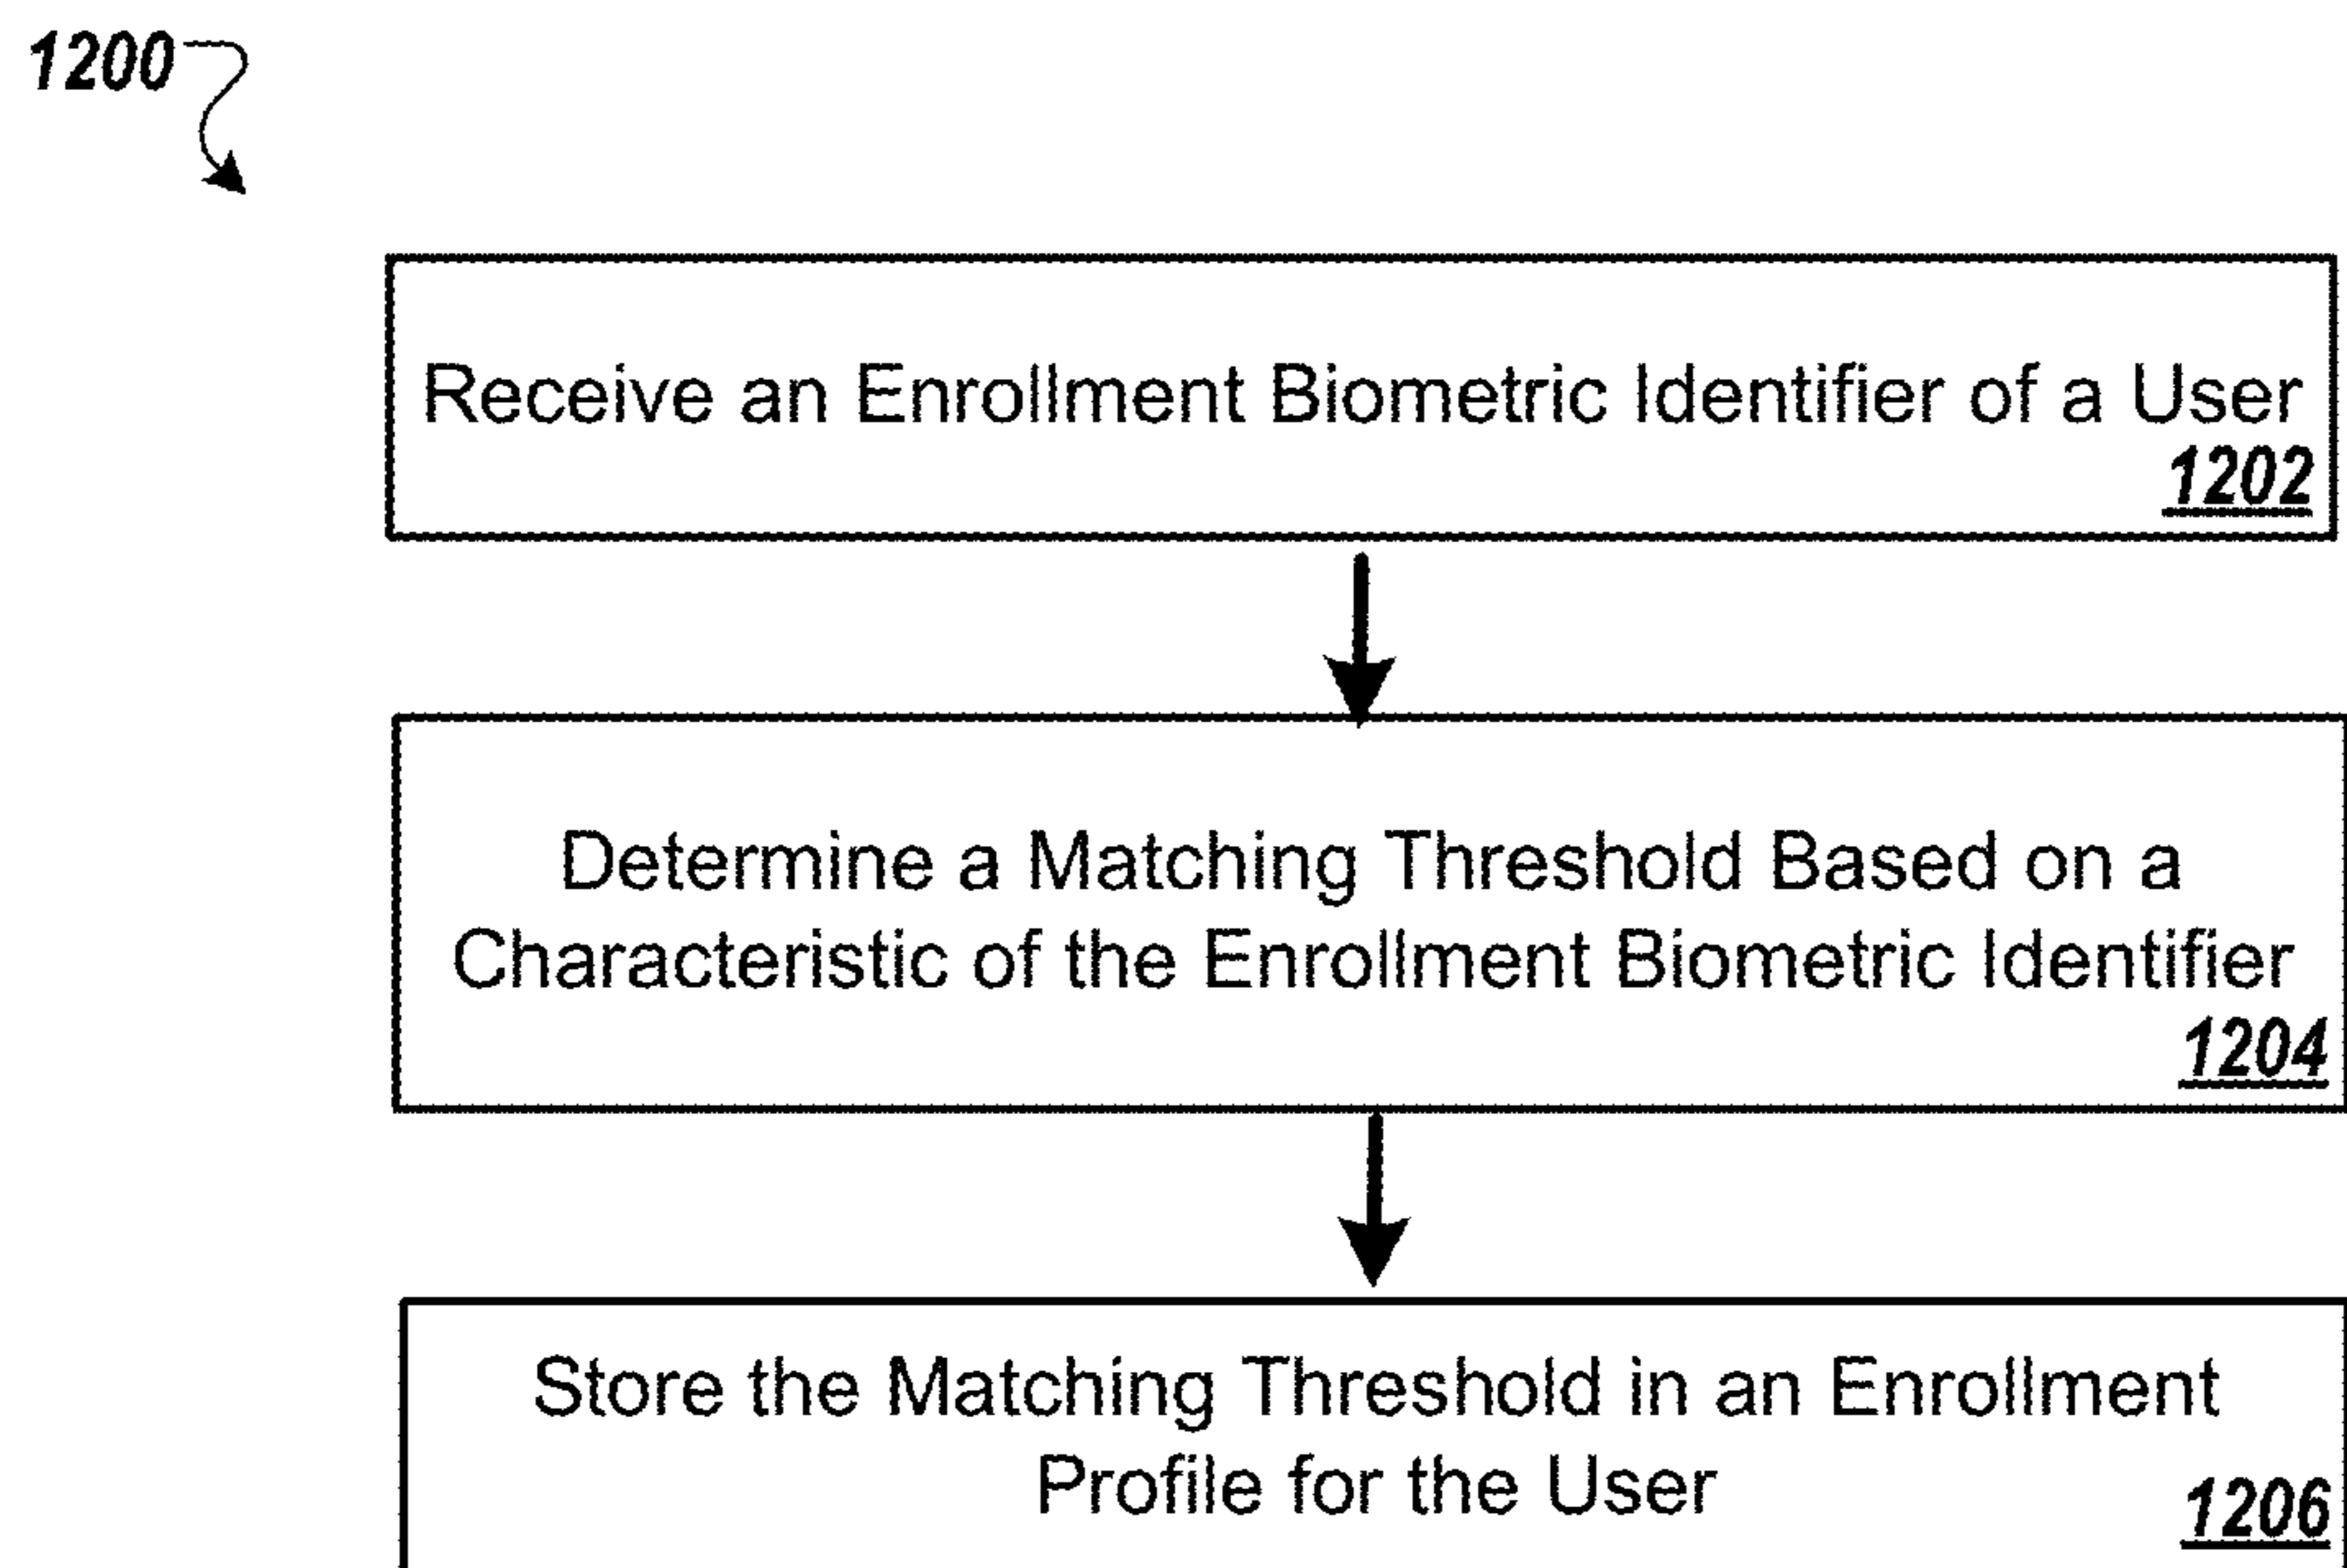 1200
Receive an Enrollment Biometric Identifier of a User
1202
Determine a Matching Threshold Based on a
Characteristic of the Enrollment Biometric Identifier
1204
Store the Matching Threshold in an Enrollment
Profile for the User
1206